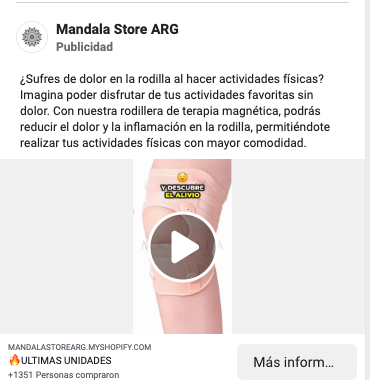 Mandala Store ARG
Publicidad
¿Sufres de dolor en la rodilla al hacer actividades físicas?
Imagina poder disfrutar de tus actividades favoritas sin
dolor. Con nuestra rodillera de terapia magnética, podrás
reducir el dolor y la inflamación en la rodilla, permitiéndote
realizar tus actividades físicas con mayor comodidad.
Y DESCUBRE
EL ALIVIO
MANDALASTOREARG.MYSHOPIFY.COM
🔥ULTIMAS UNIDADES
+1351 Personas compraron
Más inform...